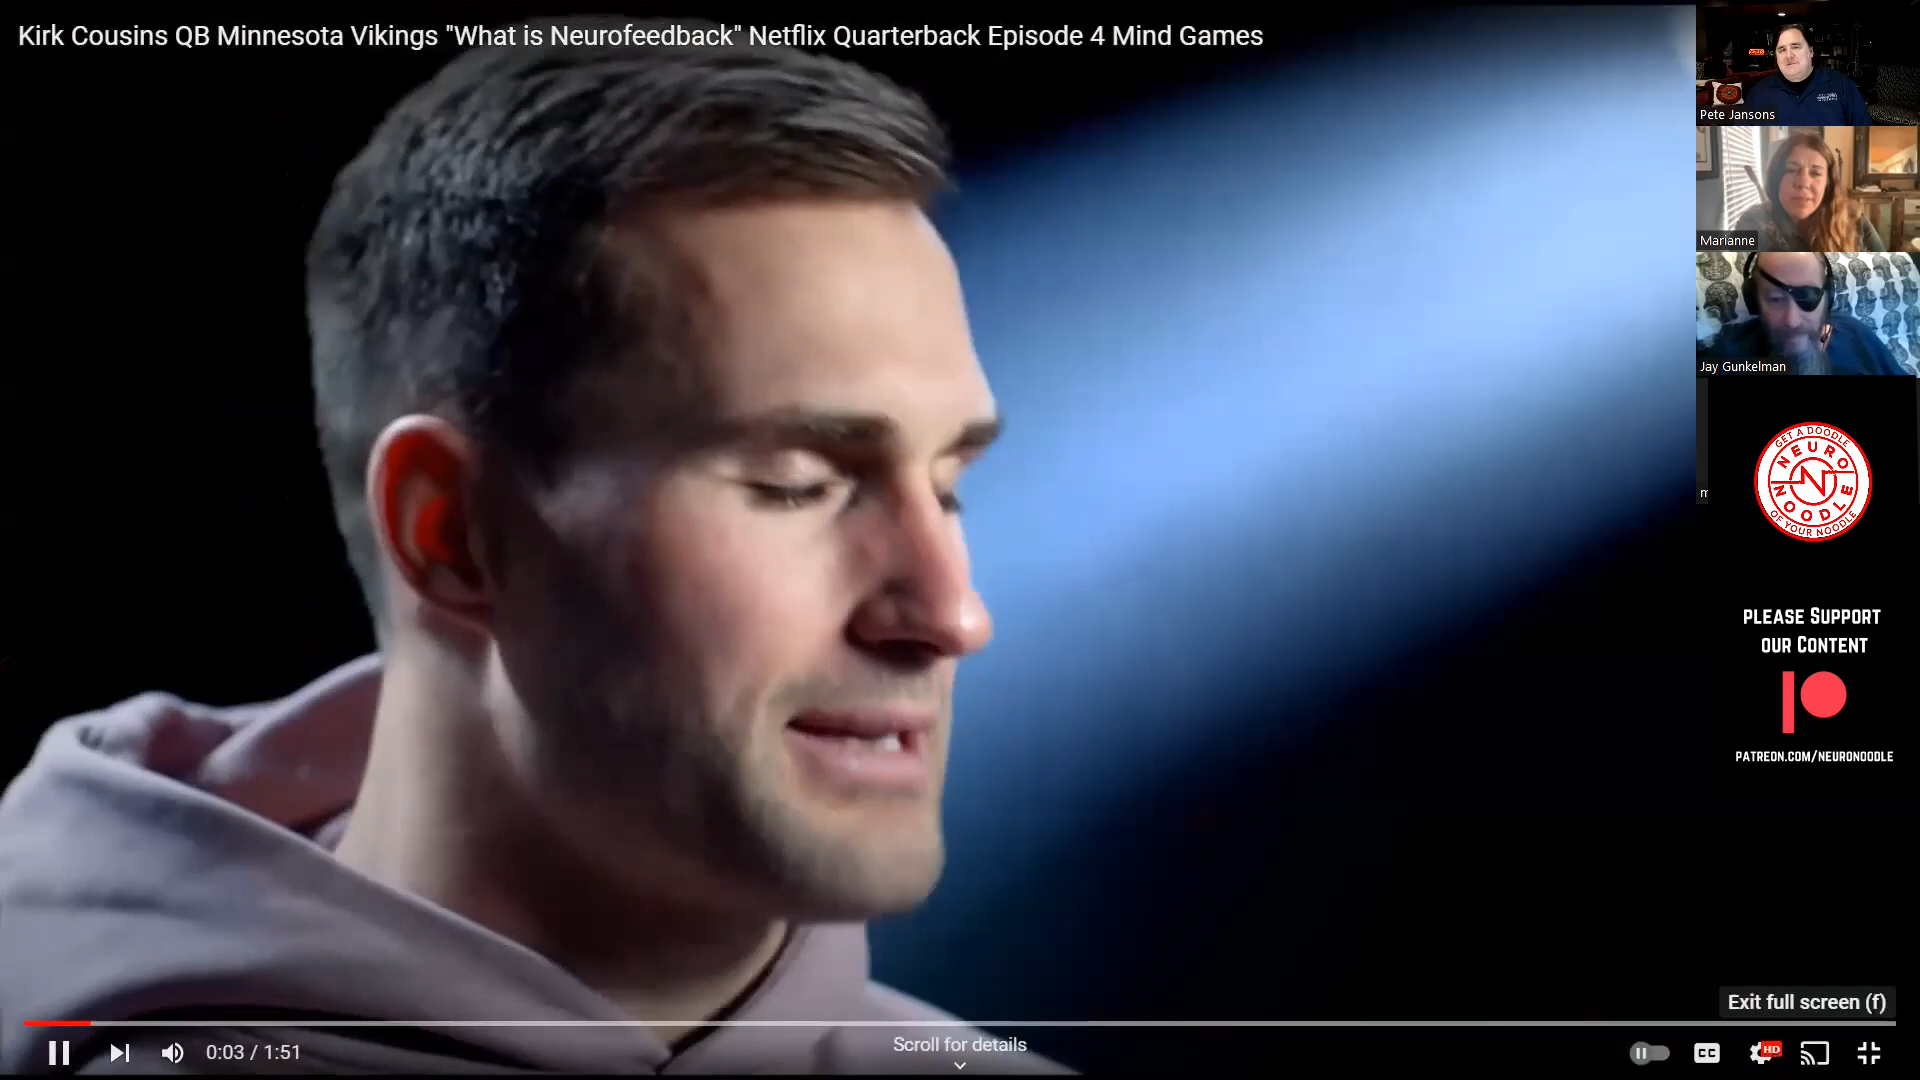 Kirk Cousins QB Minnesota Vikings "What is Neurofeedback" Netflix Quarterback Episode 4 Mind Games
Pete Jansons
Marianne
Jay Gunkelman
m
GET A DOODLE
NEURO
N
NOODLE
OF YOUR NOODLE
PLEASE SUPPORT
OUR CONTENT
PATREON.COM/NEURONOODLE
Exit full screen (f)
0:03 / 1:51
Scroll for details
CC
HD